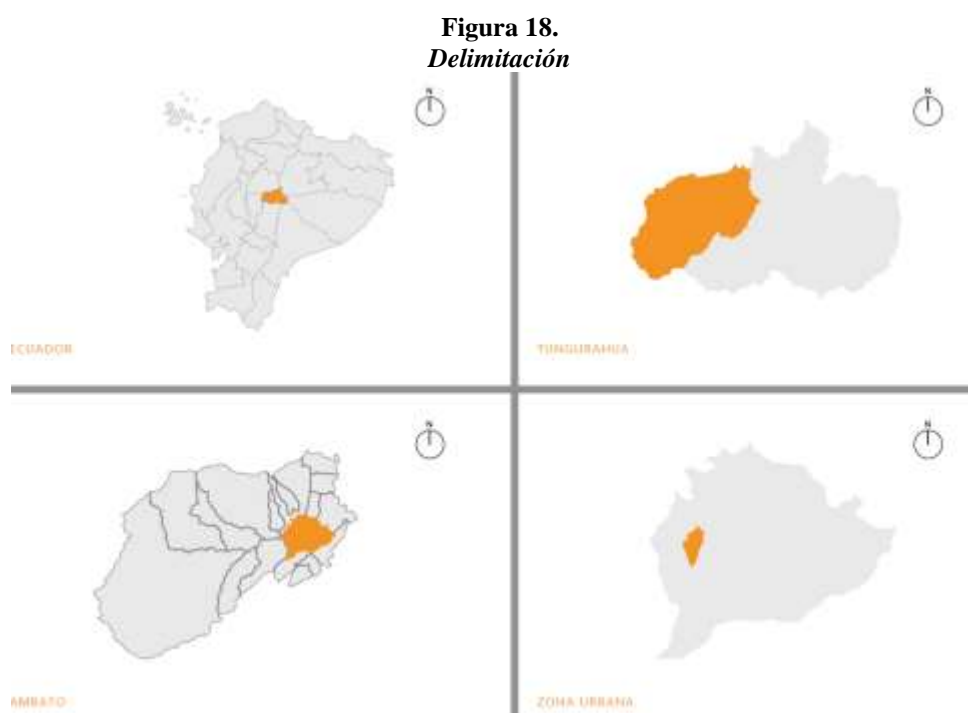 Figura 18.
Delimitación
N
N
ECUADOR
TUNGURAHUA
N
N
AMBATO
ZONA URBANA